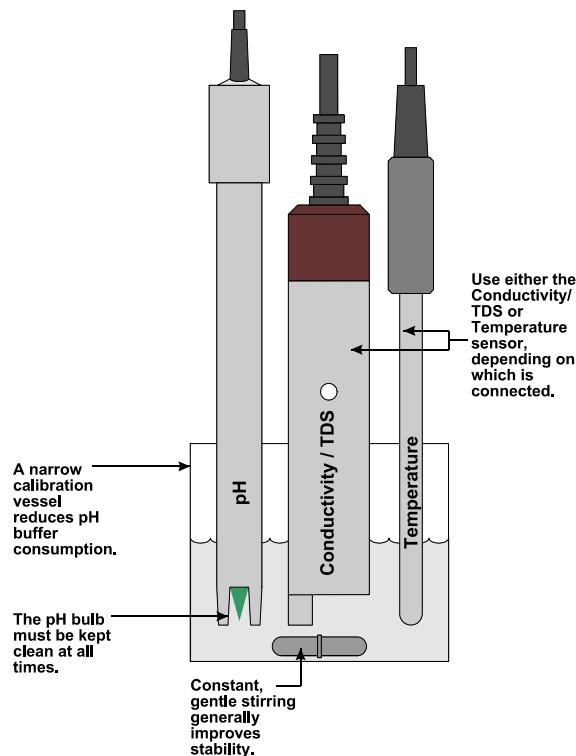 Use either the
Conductivity/
TDS or
Temperature
sensor,
depending on
which is
connected.
pH
Conductivity / TDS
Temperature
A narrow
calibration
vessel
reduces pH
buffer
consumption.
The pH bulb
must be kept
clean at all
times.
Constant,
gentle stirring
generally
improves
stability.